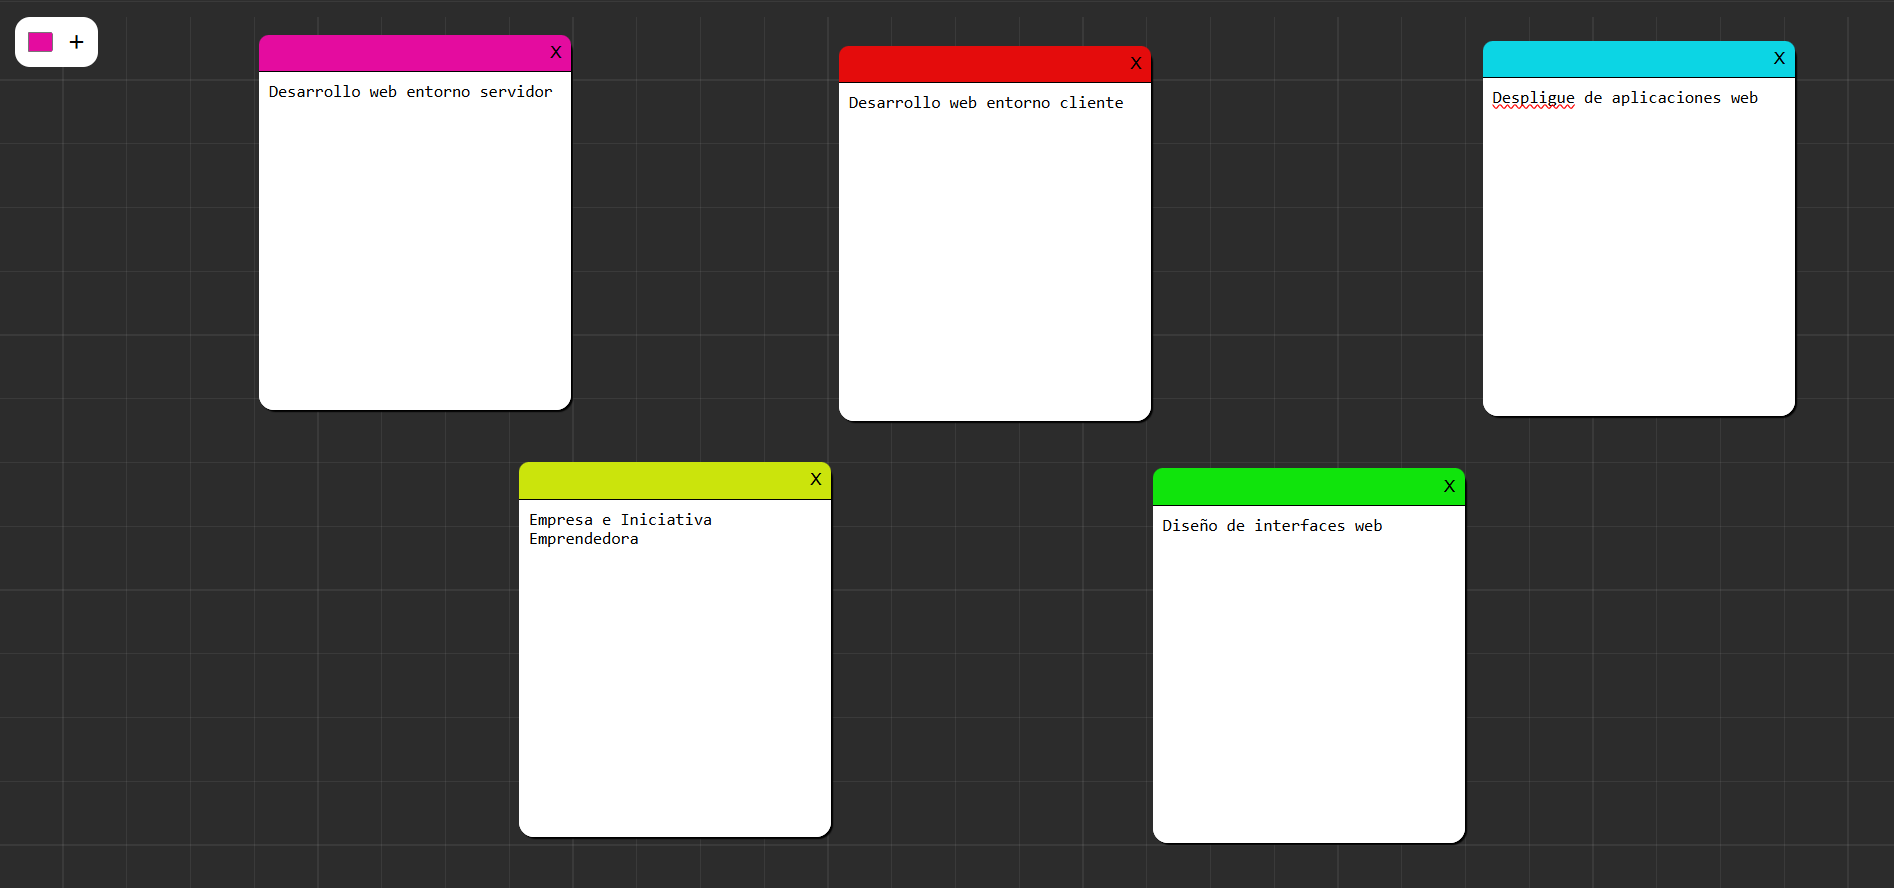 +
X
Desarrollo web entorno servidor
X
Desarrollo web entorno cliente
X
Despligue de aplicaciones web
X
Empresa e Iniciativa
Emprendedora
X
Diseño de interfaces web